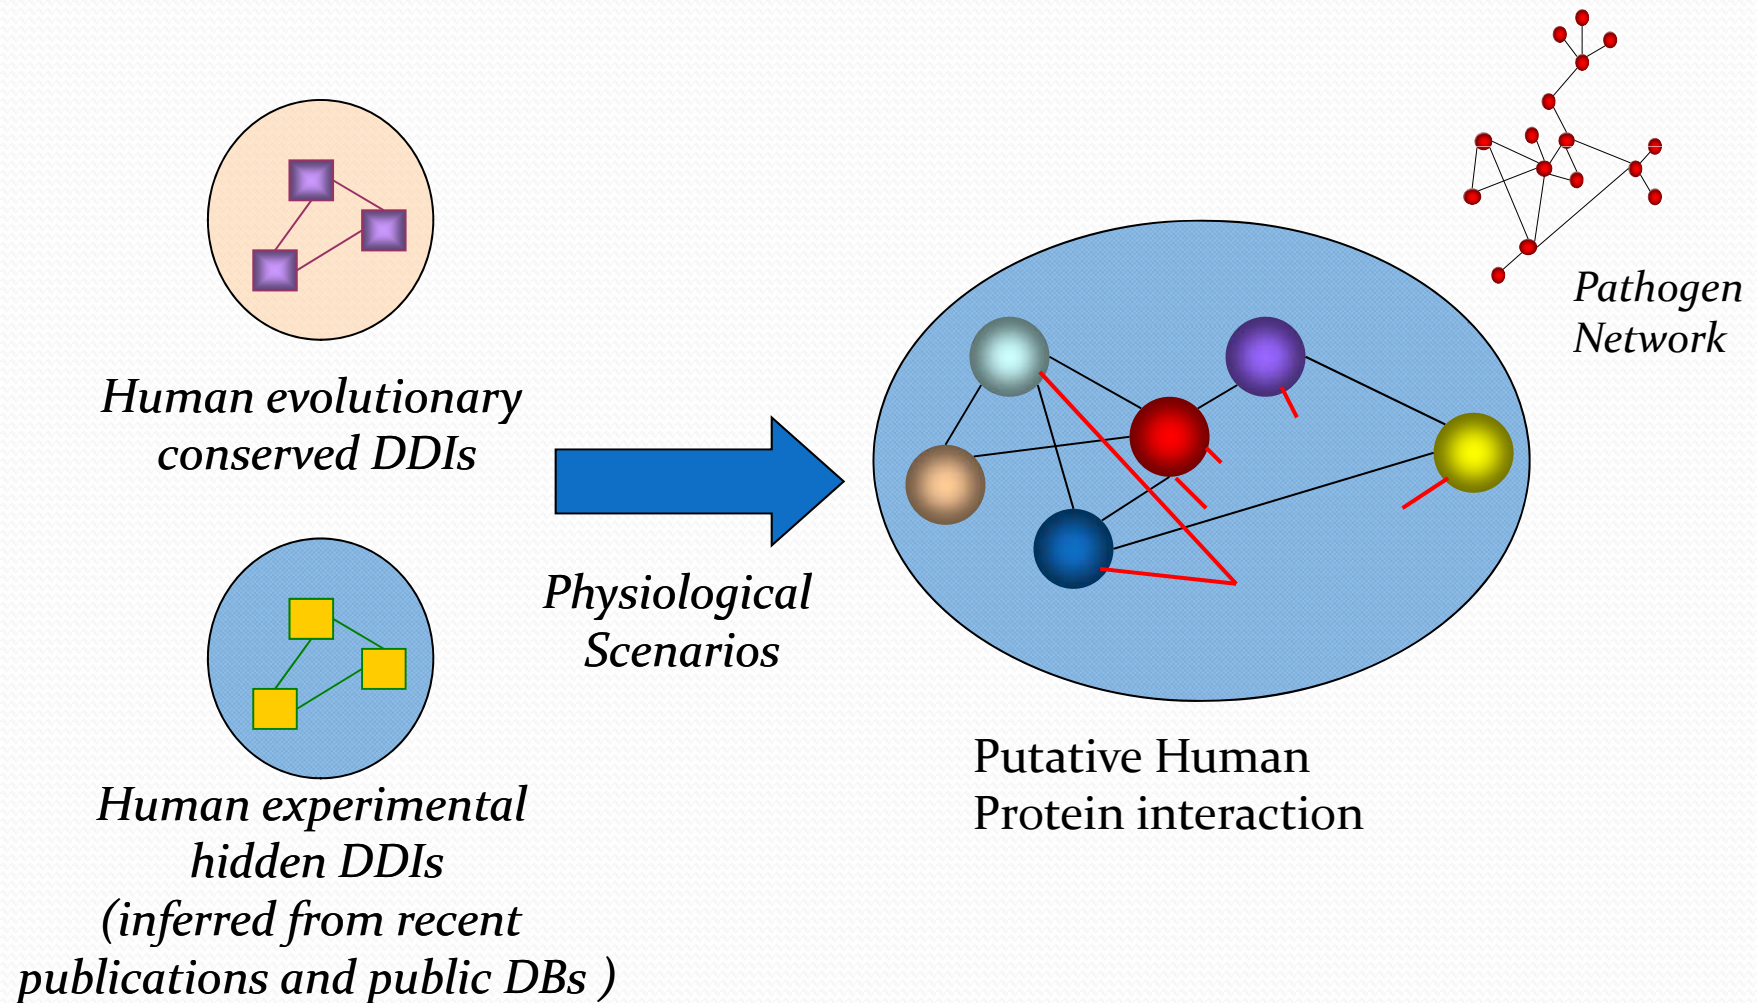 Human evolutionary
conserved DDIs
Human experimental
hidden DDIs
(inferred from recent
publications and public DBs )
Physiological
Scenarios
Putative Human
Protein interaction
Pathogen
Network